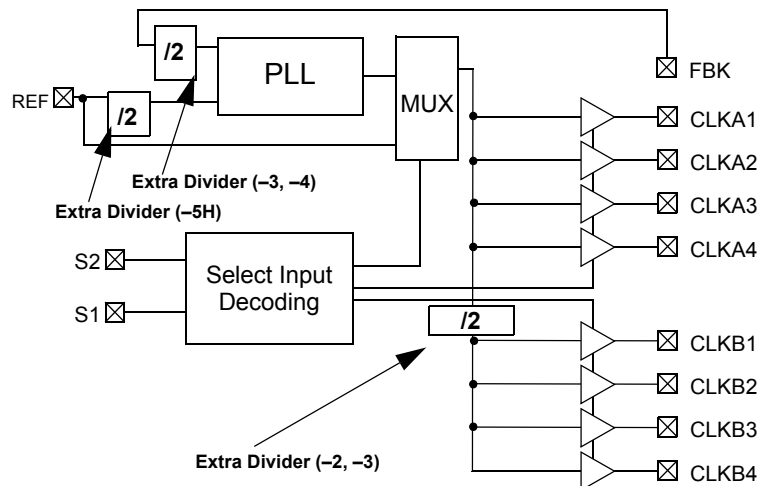 /2
PLL
FBK
REF
/2
MUX
CLKA1
CLKA2
Extra Divider (–3, –4)
Extra Divider (–5H)
CLKA3
CLKA4
S2
Select Input
Decoding
S1
/2
CLKB1
CLKB2
CLKB3
Extra Divider (–2, –3)
CLKB4